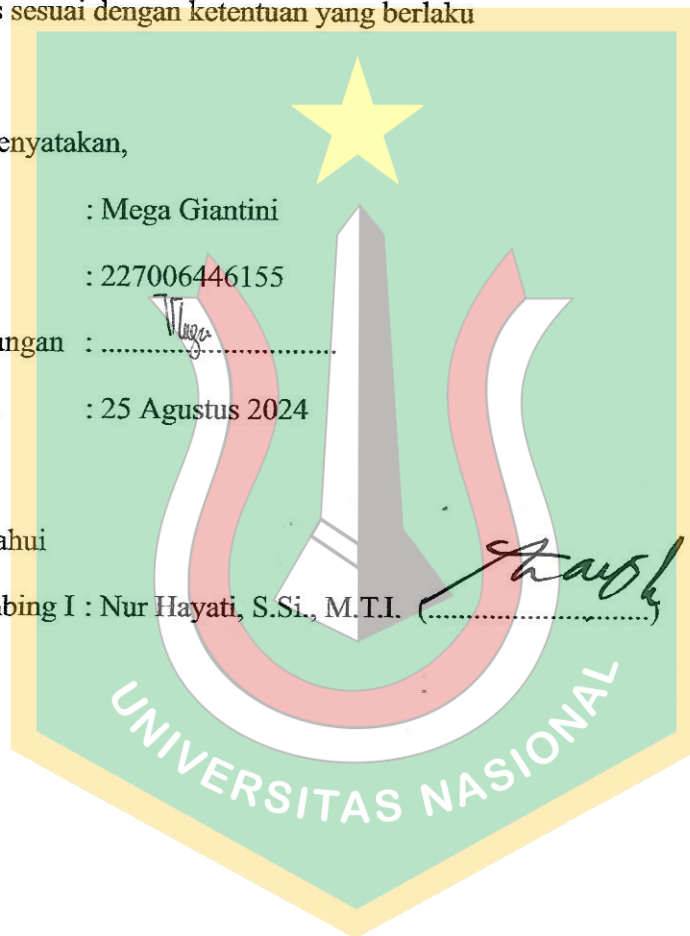 s sesuai dengan ketentuan yang berlaku
enyatakan,
: Mega Giantini
: 227006446155
ungan : ....................................
: 25 Agustus 2024
ahui
bing I : Nur Hayati, S.Si., M.T.I. (..................................)
UNIVERSITAS NASIONAL